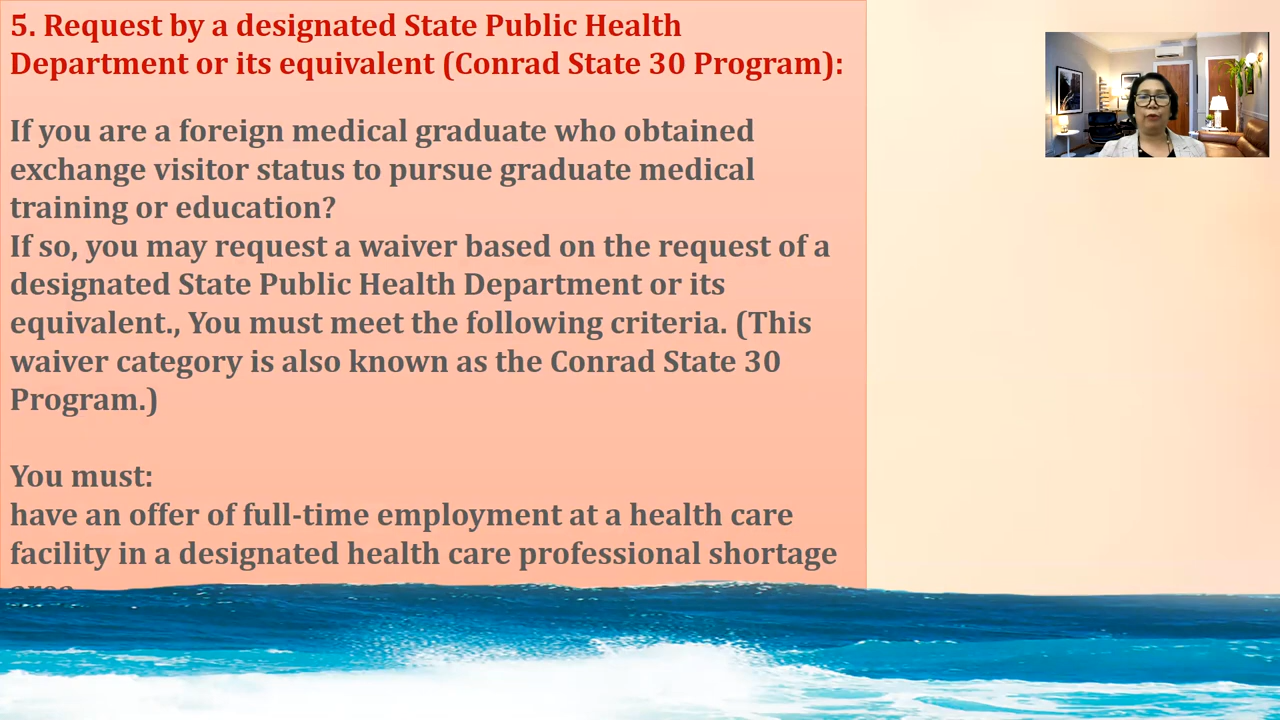 5. Request by a designated State Public Health
Department or its equivalent (Conrad State 30 Program):
If you are a foreign medical graduate who obtained
exchange visitor status to pursue graduate medical
training or education?
If so, you may request a waiver based on the request of a
designated State Public Health Department or its
equivalent., You must meet the following criteria. (This
waiver category is also known as the Conrad State 30
Program.)
You must:
have an offer of full-time employment at a health care
facility in a designated health care professional shortage